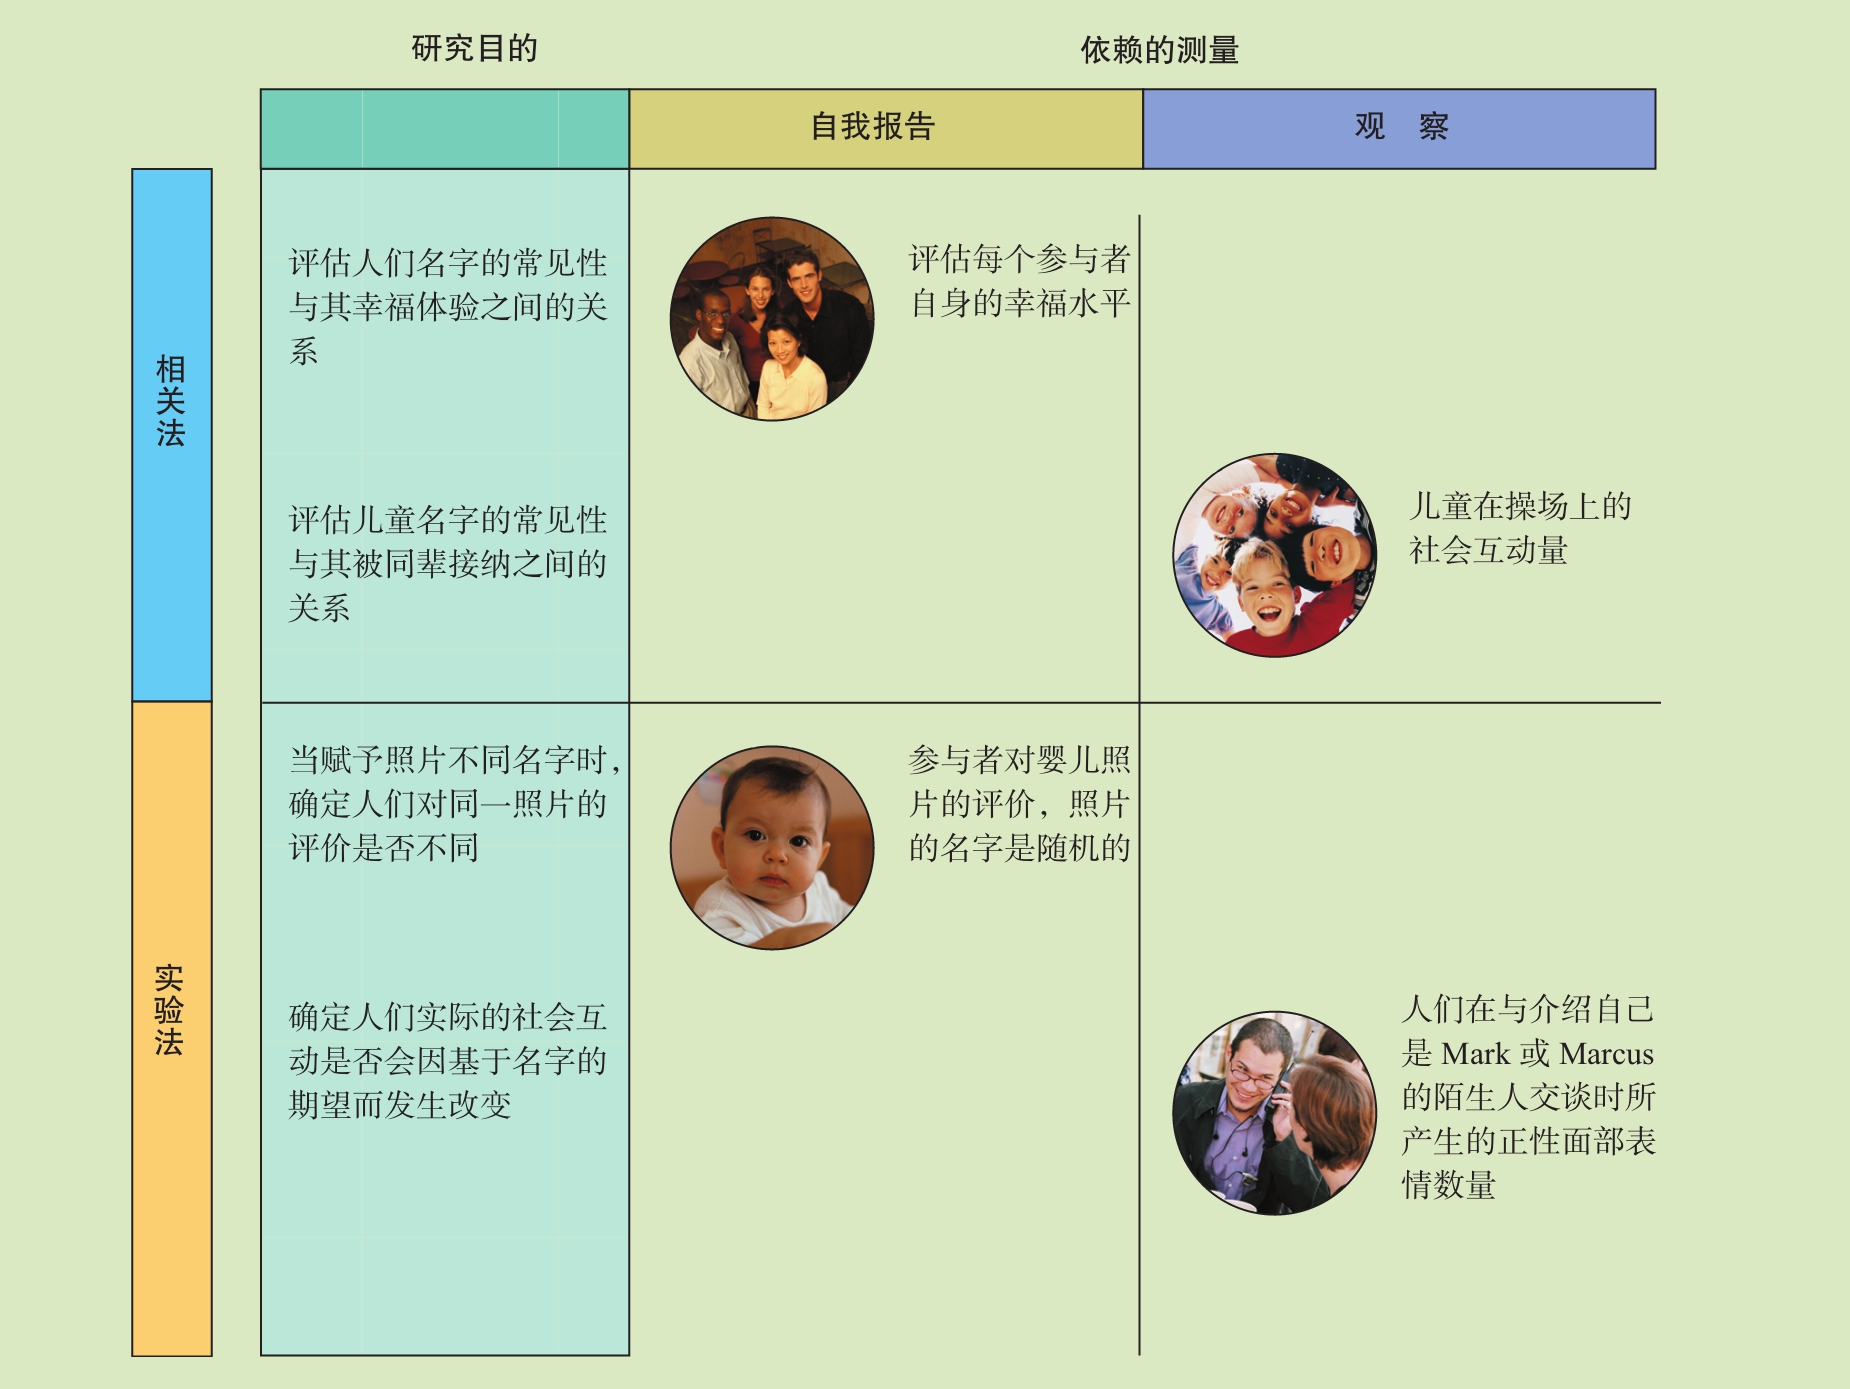 研究目的
依赖的测量
自我报告
观 察
相关法
评估人们名字的常见性
与其幸福体验之间的关
系
评估每个参与者
自身的幸福水平
评估儿童名字的常见性
与其被同辈接纳之间的
关系
儿童在操场上的
社会互动量
实验法
当赋予照片不同名字时，
确定人们对同一照片的
评价是否不同
参与者对婴儿照
片的评价，照片
的名字是随机的
确定人们实际的社会互
动是否会因基于名字的
期望而发生改变
人们在与介绍自己
是 Mark 或 Marcus
的陌生人交谈时所
产生的正性面部表
情数量